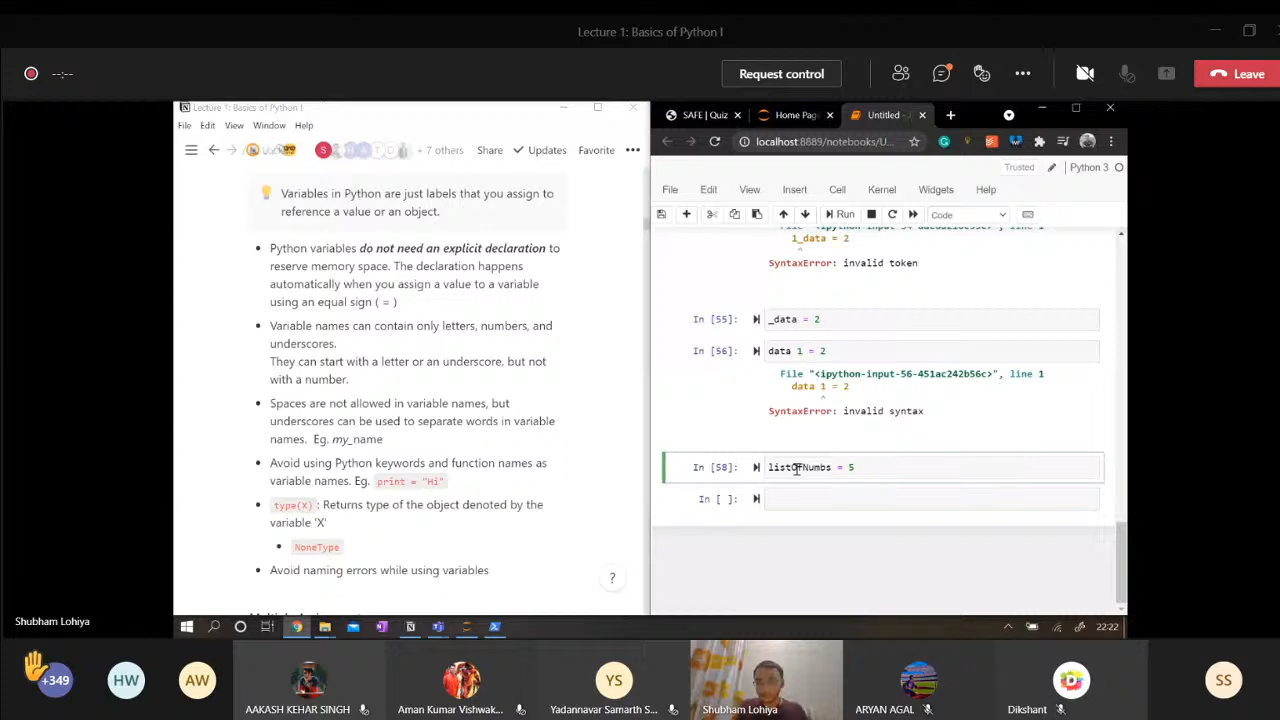 Lecture 1: Basics of Python I
--:--
Request control
Leave
Lecture 1: Basics of Python I
File Edit View Window Help
S
T
D
+ 7 others
Share
Updates
Favorite
Variables in Python are just labels that you assign to
reference a value or an object.
• Python variables do not need an explicit declaration to
reserve memory space. The declaration happens
automatically when you assign a value to a variable
using an equal sign ( = )
• Variable names can contain only letters, numbers, and
underscores.
They can start with a letter or an underscore, but not
with a number.
• Spaces are not allowed in variable names, but
underscores can be used to separate words in variable
names. Eg. my_name
• Avoid using Python keywords and function names as
variable names. Eg. print = "Hi"
• type(X) : Returns type of the object denoted by the
variable 'X'
• NoneType
• Avoid naming errors while using variables
?
SAFE | Quiz
Home Page
Untitled - J
localhost:8889/notebooks/U...
Trusted
Python 3
File Edit View Insert Cell Kernel Widgets Help
Run
Code
line 1
1_data = 2
^
SyntaxError: invalid token
In [55]: _data = 2
In [56]: data 1 = 2
File "<ipython-input-56-451ac242b56c>", line 1
data 1 = 2
^
SyntaxError: invalid syntax
In [58]: listOfNumbs = 5
In [ ]:
Shubham Lohiya
22:22
+349
HW
AW
AAKASH KEHAR SINGH
Aman Kumar Vishwak...
YS
Yadannavar Samarth S...
Shubham Lohiya
ARYAN AGAL
Dikshant
SS